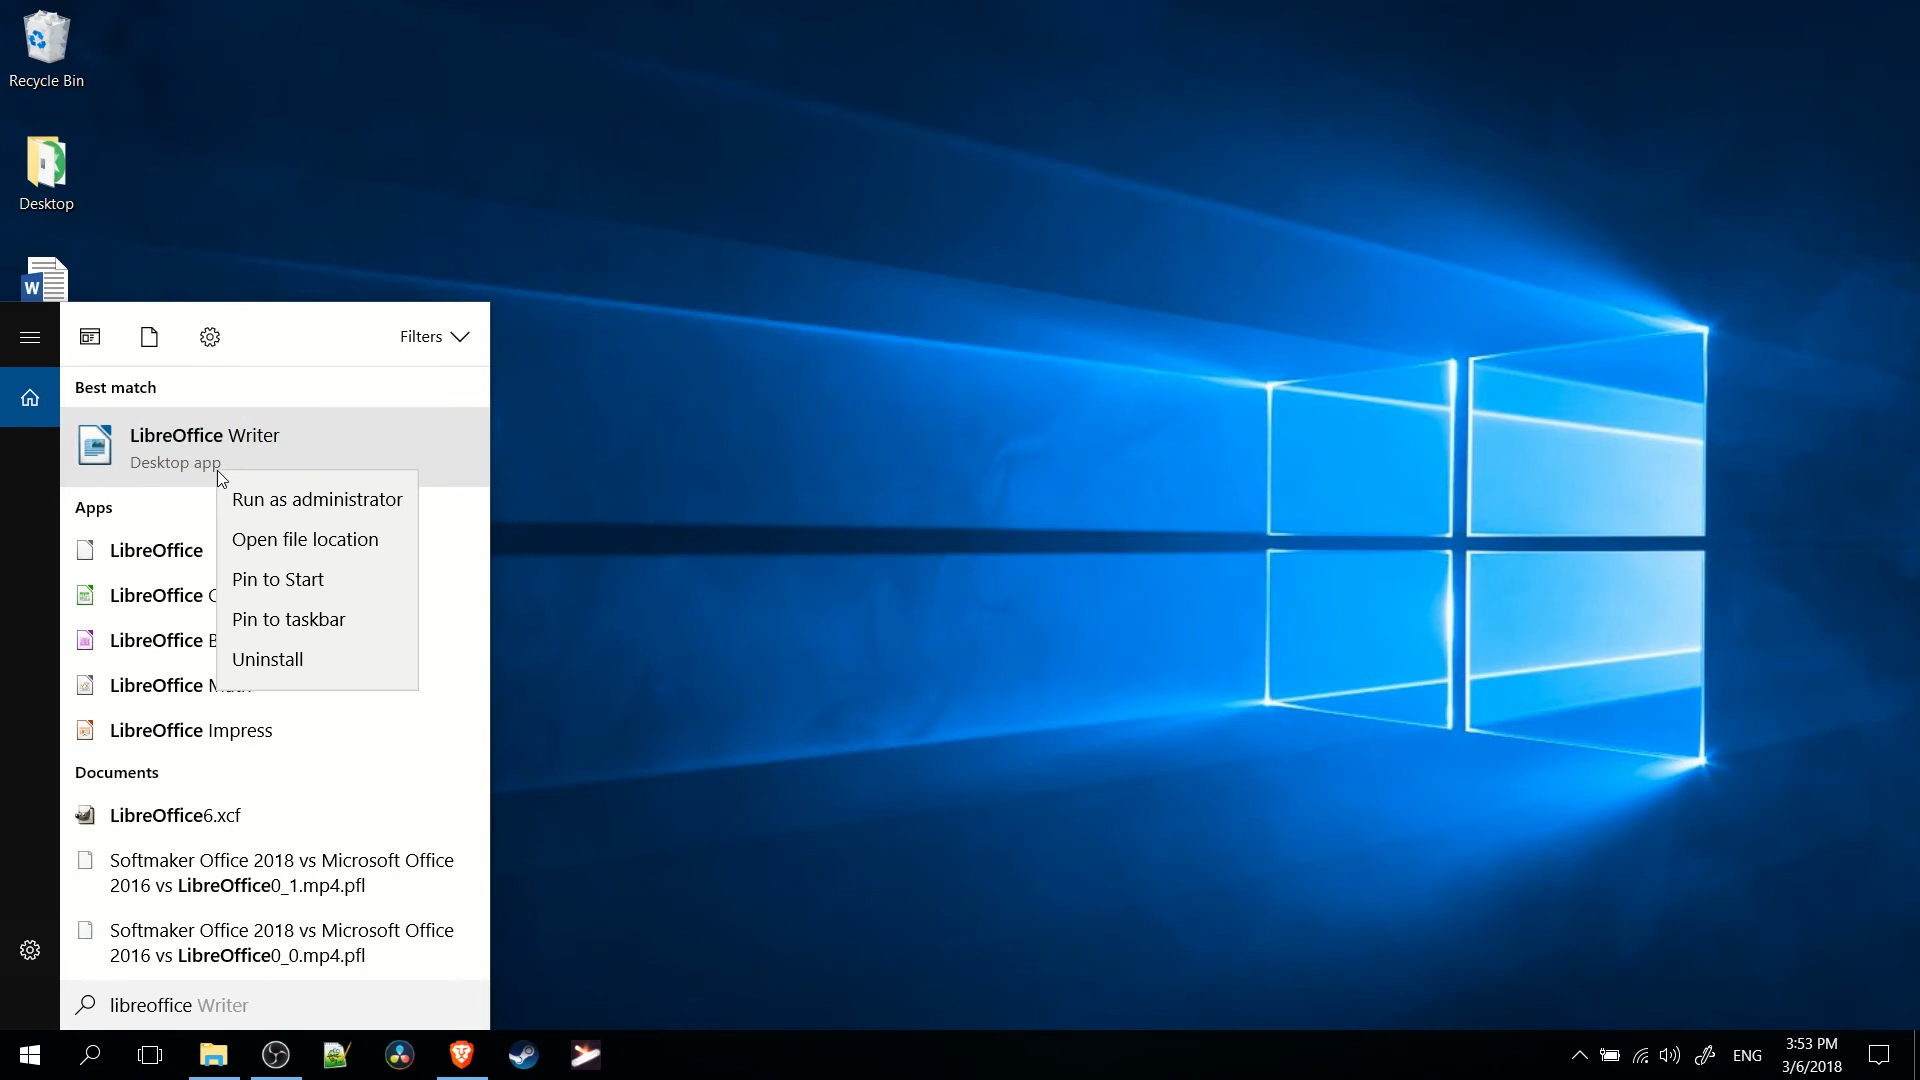 Recycle Bin
Desktop
W
Filters
Best match
LibreOffice Writer
Desktop app
Run as administrator
Open file location
Pin to Start
Pin to taskbar
Uninstall
Apps
LibreOffice
LibreOffice
LibreOffice
LibreOffice
LibreOffice Impress
Documents
LibreOffice6.xcf
Softmaker Office 2018 vs Microsoft Office
2016 vs LibreOffice0_1.mp4.pfl
Softmaker Office 2018 vs Microsoft Office
2016 vs LibreOffice0_0.mp4.pfl
libreoffice Writer
ENG
3:53 PM
3/6/2018